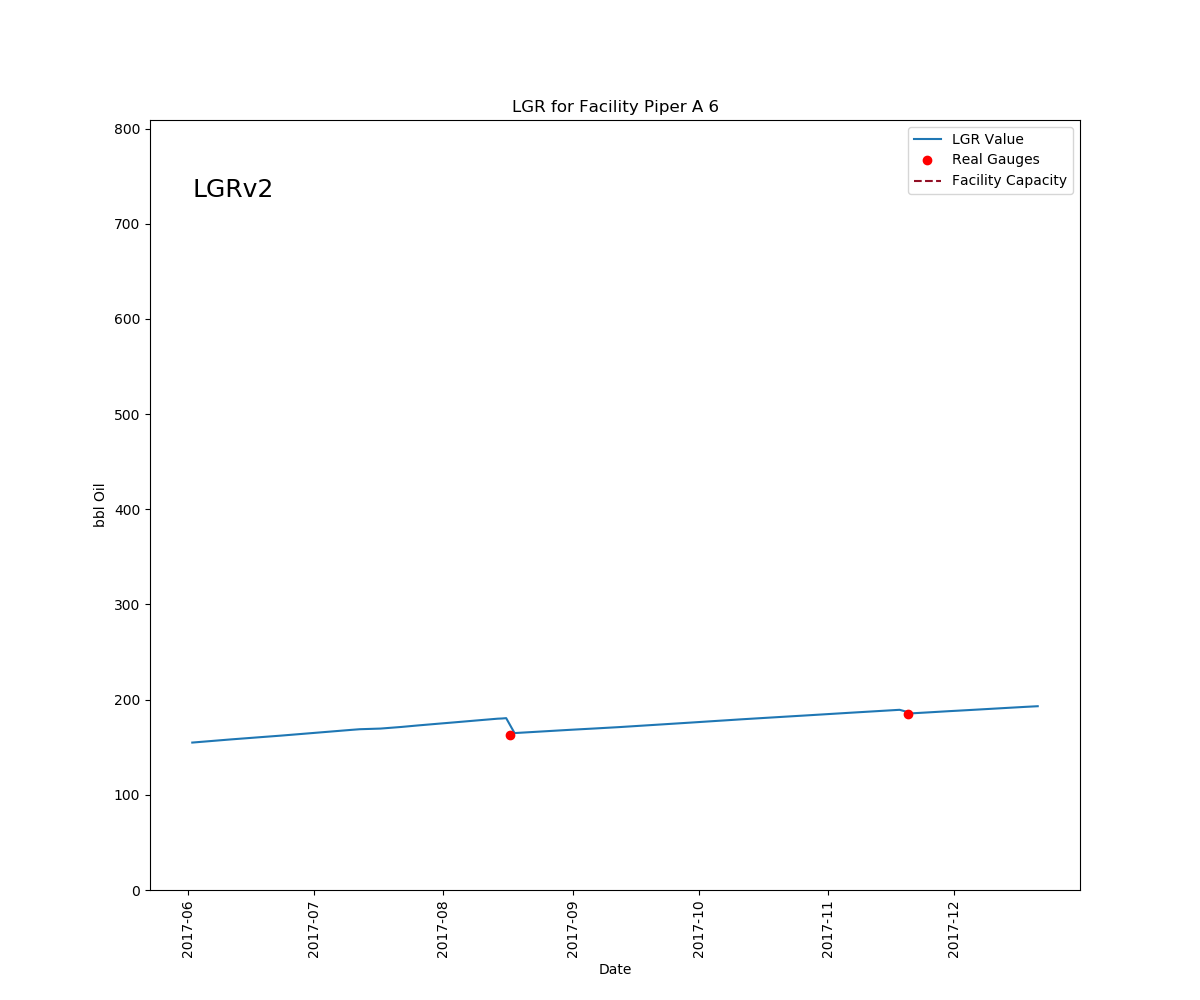 LGR for Facility Piper A 6
LGRv2
LGR Value
Real Gauges
Facility Capacity
bbl Oil
800
700
600
500
400
300
200
100
0
2017-06
2017-07
2017-08
2017-09
2017-10
2017-11
2017-12
Date